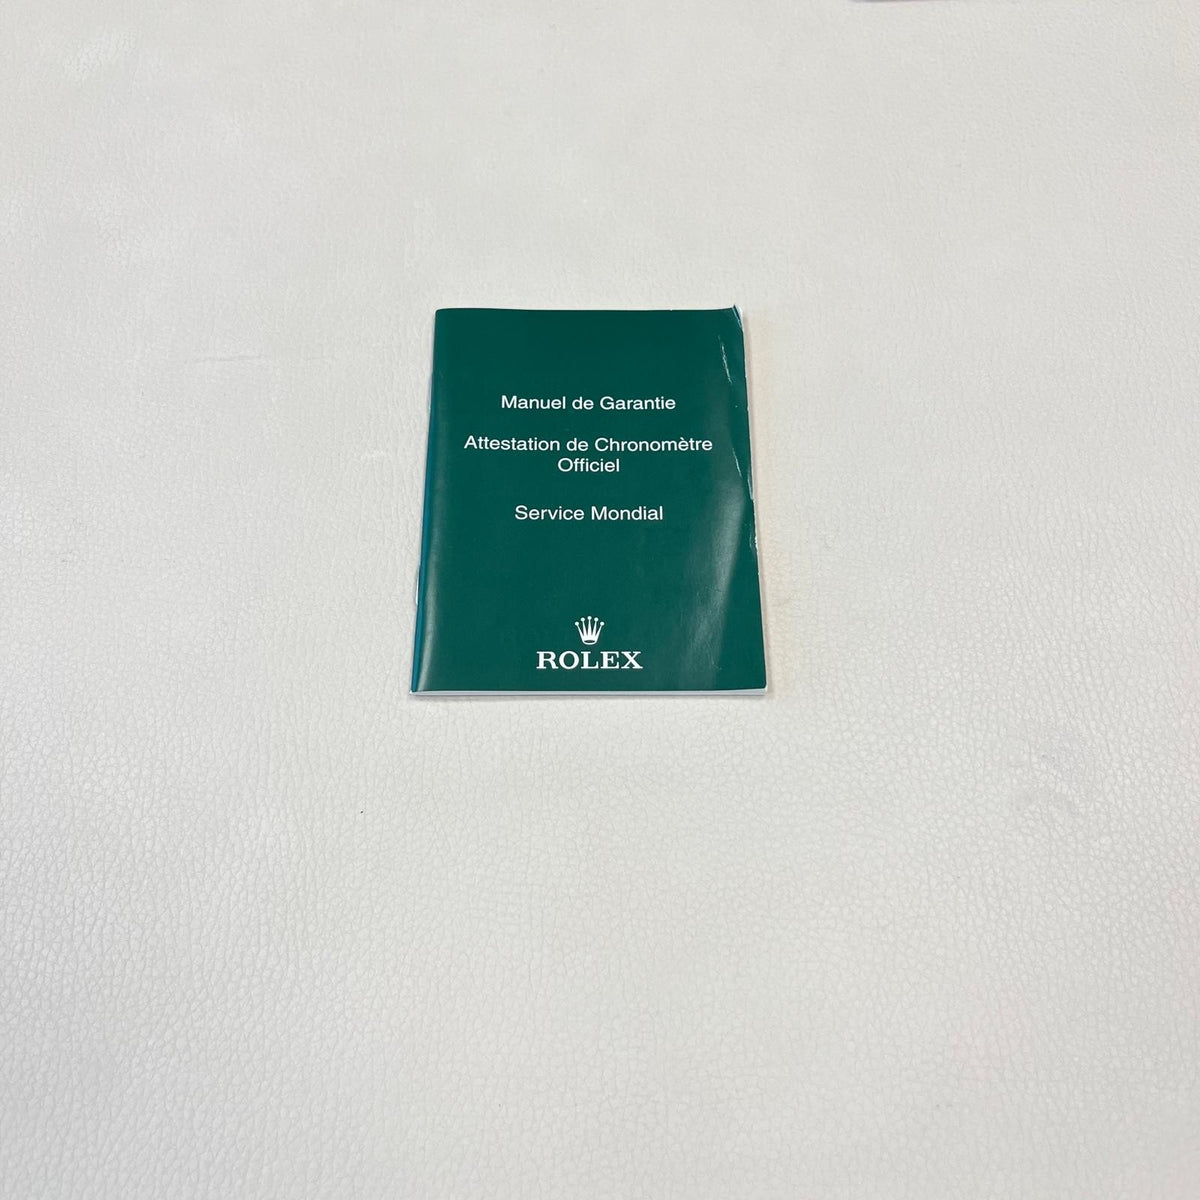 Manuel de Garantie
Attestation de Chronomètre
Officiel
Service Mondial
ROLEX